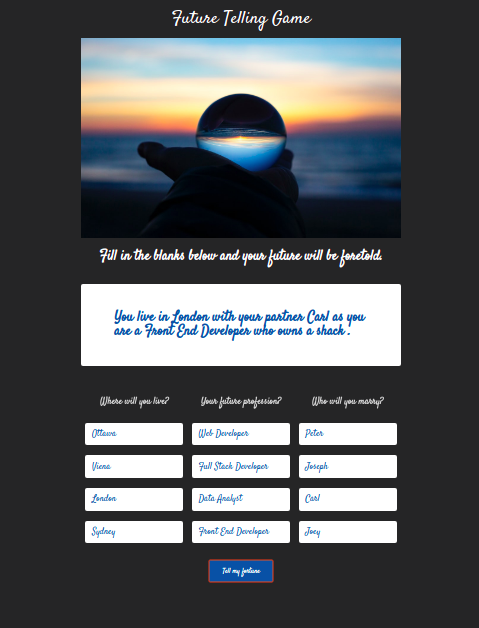 Future Telling Game
Fill in the blanks below and your future will be foretold.
You live in London with your partner Carl as you
are a Front End Developer who owns a shack .
Where will you live? Your future profession? Who will you marry?
Ottawa Web Developer Peter
Viena Full Stack Developer Joseph
London Data Analyst Carl
Sydney Front End Developer Joey
Tell my fortune